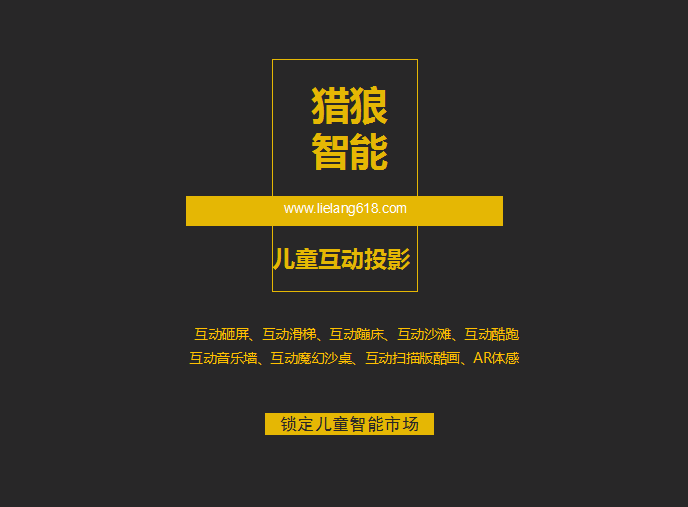 猎狼
智能
www.lielang618.com
儿童互动投影
互动砸屏、互动滑梯、互动蹦床、互动沙滩、互动酷跑
互动音乐墙、互动魔幻沙桌、互动扫描版酷画、AR体感
锁定儿童智能市场